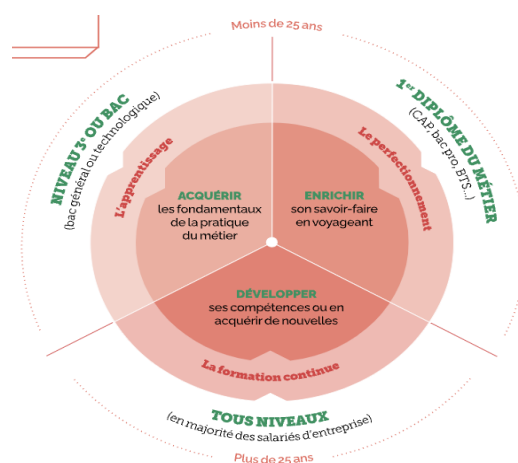 Moins de 25 ans
NIVEAU 3e OU BAC
(bac général ou technologique)
L'apprentissage
ACQUÉRIR
les fondamentaux
de la pratique
du métier
1er DIPLÔME DU MÉTIER
(CAP, bac pro, BTS...)
Le perfectionnement
ENRICHIR
son savoir-faire
en voyageant
DÉVELOPPER
ses compétences ou en
acquérir de nouvelles
La formation continue
TOUS NIVEAUX
(en majorité des salariés d'entreprise)
Plus de 25 ans